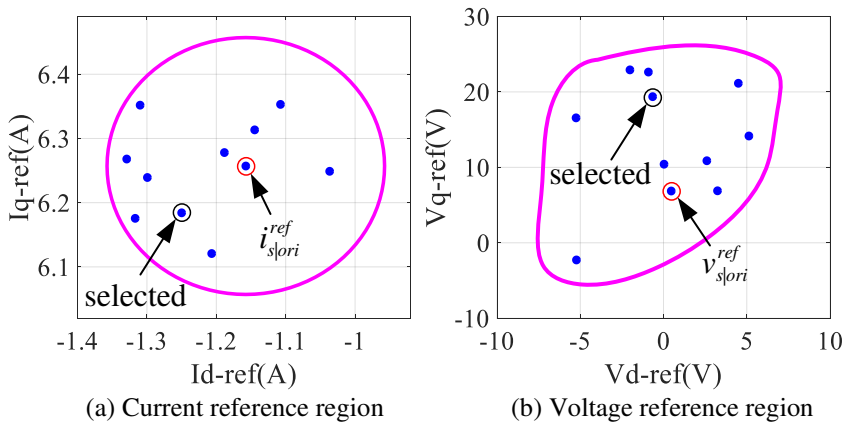 6.4
6.3
6.2
6.1
Iq-ref(A)
selected
i_{s|ori}^{ref}
-1.4 -1.3 -1.2 -1.1 -1
Id-ref(A)
(a) Current reference region
30
20
10
0
-10
Vq-ref(V)
selected
v_{s|ori}^{ref}
-10 -5 0 5 10
Vd-ref(V)
(b) Voltage reference region